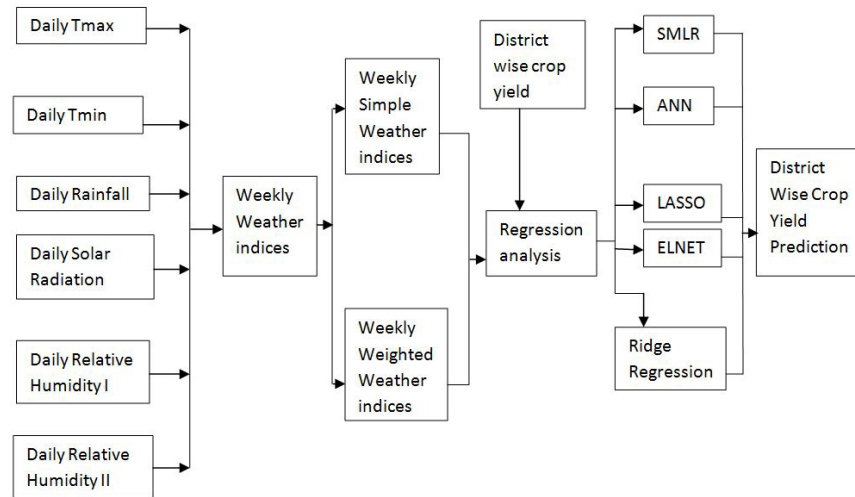 Daily Tmax
Daily Tmin
Daily Rainfall
Daily Solar
Radiation
Daily Relative
Humidity I
Daily Relative
Humidity II
Weekly
Weather
indices
Weekly
Simple
Weather
indices
Weekly
Weighted
Weather
indices
District
wise crop
yield
Regression
analysis
SMLR
ANN
LASSO
ELNET
Ridge
Regression
District
Wise Crop
Yield
Prediction